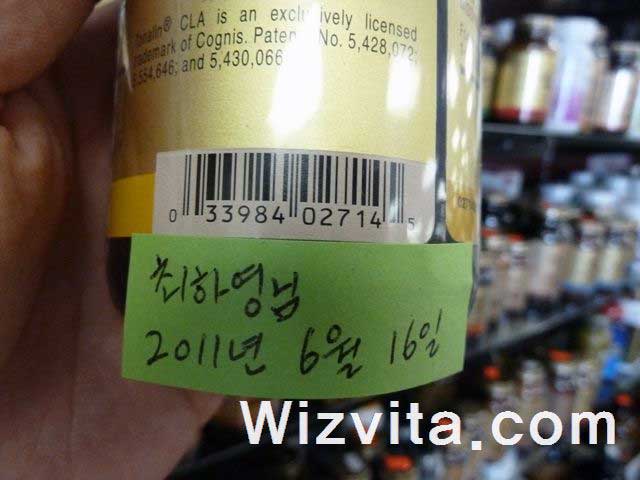 Tonalin® CLA is an exclusively licensed
trademark of Cognis. Patent No. 5,428,072;
5,554,646; and 5,430,066
0 33984 02714 5
최하영님
2011년 6월 16일
Wizvita.com